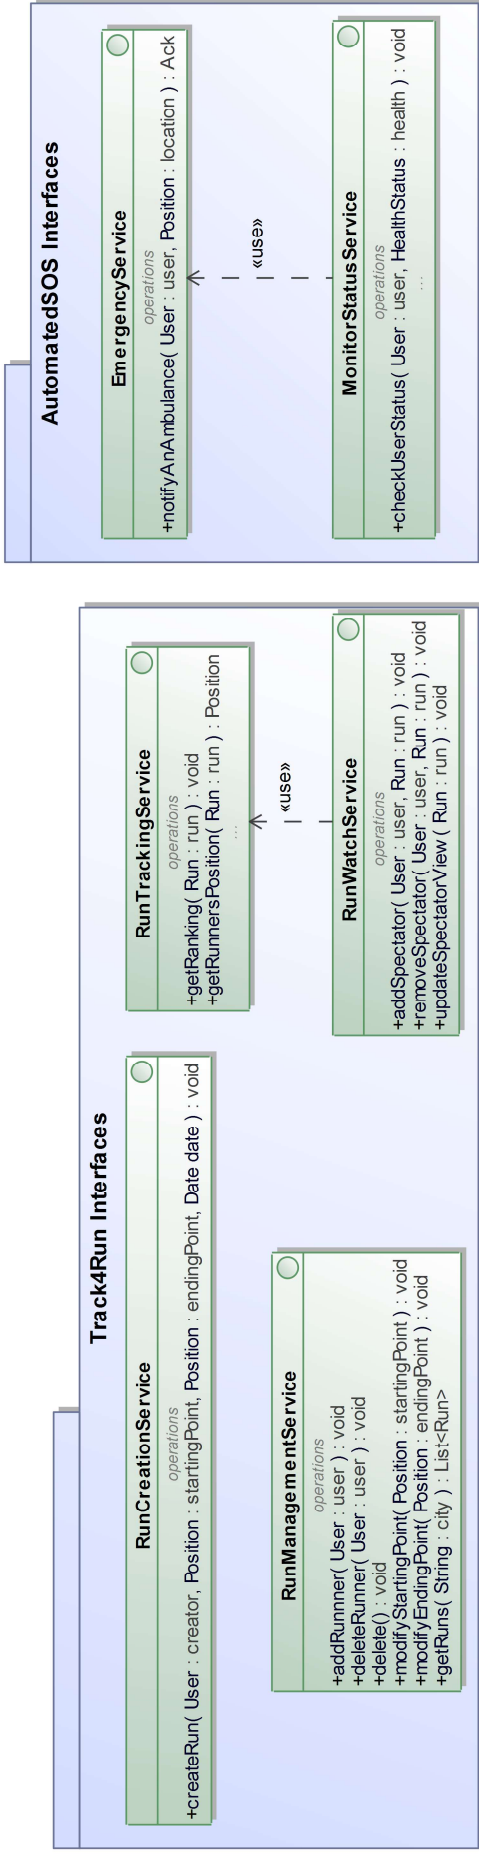 Track4Run Interfaces
RunCreationService
operations
+createRun( User : creator, Position : startingPoint, Position : endingPoint, Date date ) : void
RunTrackingService
operations
+getRanking( Run : run ) : void
+getRunnersPosition( Run : run ) : Position
...
«use»
RunManagementService
operations
+addRunnner( User : user ) : void
+deleteRunner( User : user ) : void
+delete() : void
+modifyStartingPoint( Position : startingPoint ) : void
+modifyEndingPoint( Position : endingPoint ) : void
+getRuns( String : city ) : List<Run>
RunWatchService
operations
+addSpectator( User : user, Run : run ) : void
+removeSpectator( User : user, Run : run ) : void
+updateSpectatorView ( Run : run ) : void
AutomatedSOS Interfaces
EmergencyService
operations
+notifyAnAmbulance( User : user, Position : location ) : Ack
«use»
MonitorStatusService
operations
+checkUserStatus( User : user, HealthStatus : health ) : void
...